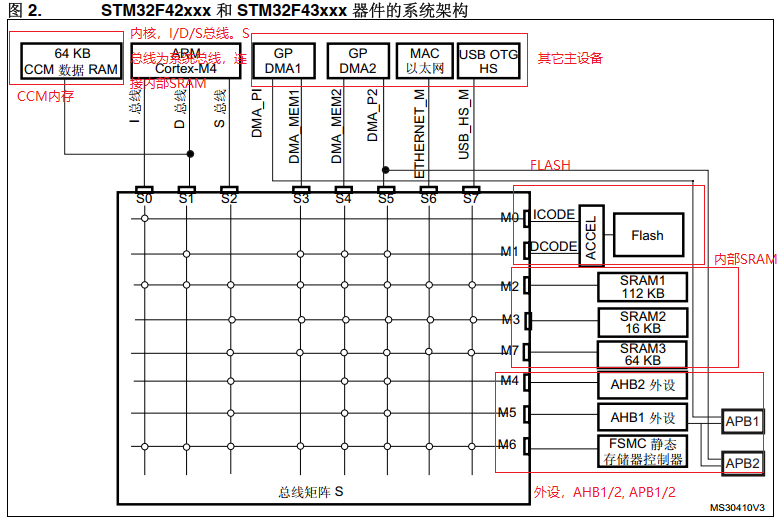 图 2. STM32F42xxx 和 STM32F43xxx 器件的系统架构
内核，I/D/S总线。S
总线为系统总线，连
接内部SRAM
64 KB
CCM 数据 RAM
ARM
Cortex-M4
GP
DMA1
GP
DMA2
MAC
以太网
USB OTG
HS
其它主设备
CCM内存
I 总线
D 总线
S 总线
DMA_PI
DMA_MEM1
DMA_MEM2
DMA_P2
ETHERNET_M
USB_HS_M
FLASH
S0 S1 S2 S3 S4 S5 S6 S7
M0 ICODE
M1 DCODE
ACCEL
Flash
内部SRAM
M2 SRAM1
112 KB
M3 SRAM2
16 KB
M7 SRAM3
64 KB
M4 AHB2 外设
M5 AHB1 外设
APB1
M6 FSMC 静态
存储器控制器
APB2
总线矩阵 S
外设，AHB1/2, APB1/2
MS30410V3